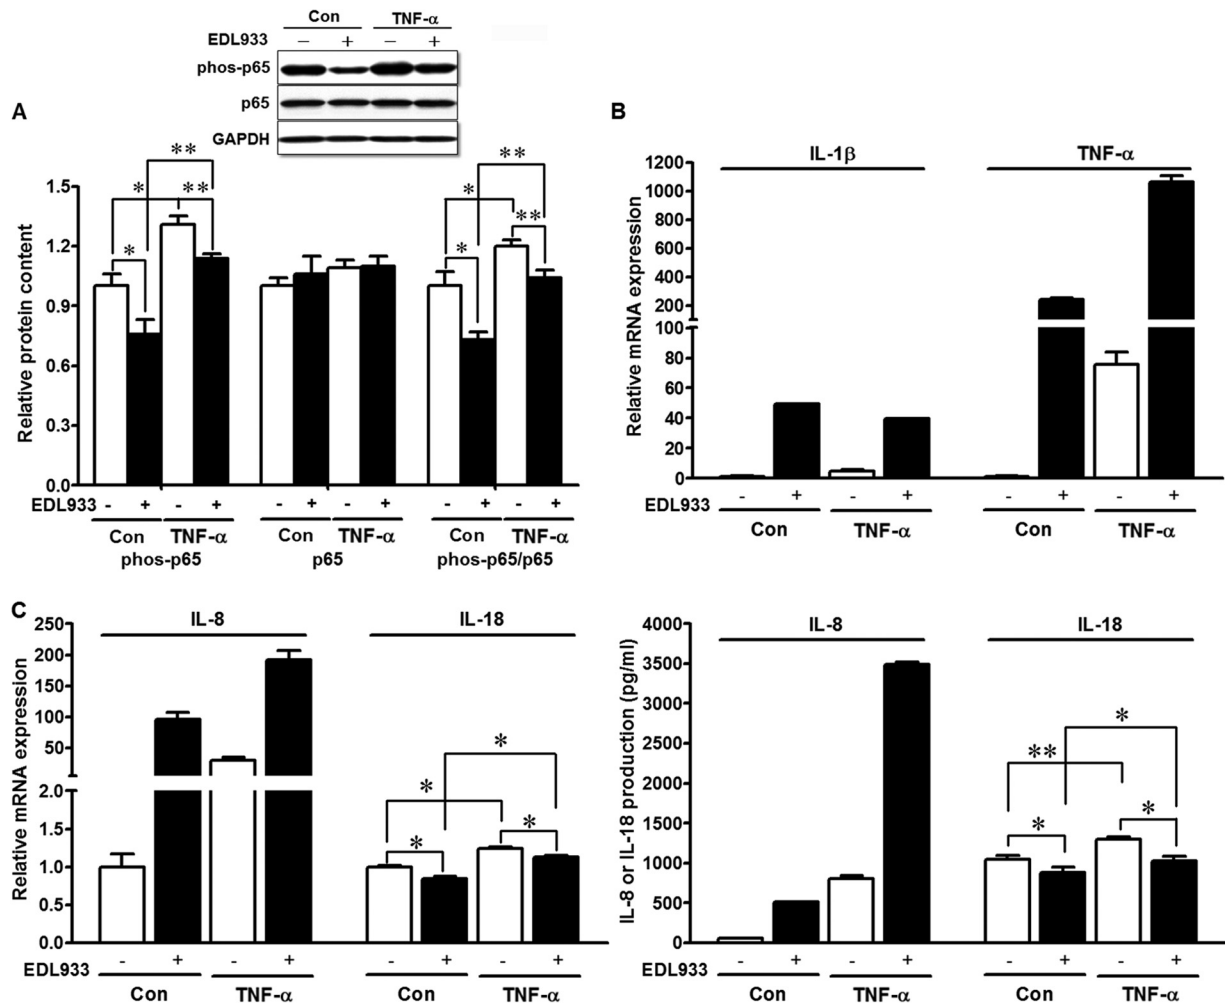 Con TNF-α
EDL933 − + − +
phos-p65
p65
GAPDH
A
** **
* ** * **
* *
Relative protein content
1.5
1.2
0.9
0.6
0.3
0.0
EDL933 - + - + - + - + - + - +
Con TNF-α Con TNF-α Con TNF-α
phos-p65 p65 phos-p65/p65
B
IL-1β TNF-α
Relative mRNA expression
1200
1000
800
600
400
200
100
80
60
40
20
0
EDL933 - + - + - + - +
Con TNF-α Con TNF-α
C
IL-8 IL-18
Relative mRNA expression
250
200
150
100
50
2.0
1.5
1.0
0.5
0.0
*
*
* *
EDL933 - + - + - + - +
Con TNF-α Con TNF-α
IL-8 IL-18
IL-8 or IL-18 production (pg/ml)
4000
3500
3000
2500
2000
1500
1000
500
0
*
**
* *
EDL933 - + - + - + - +
Con TNF-α Con TNF-α